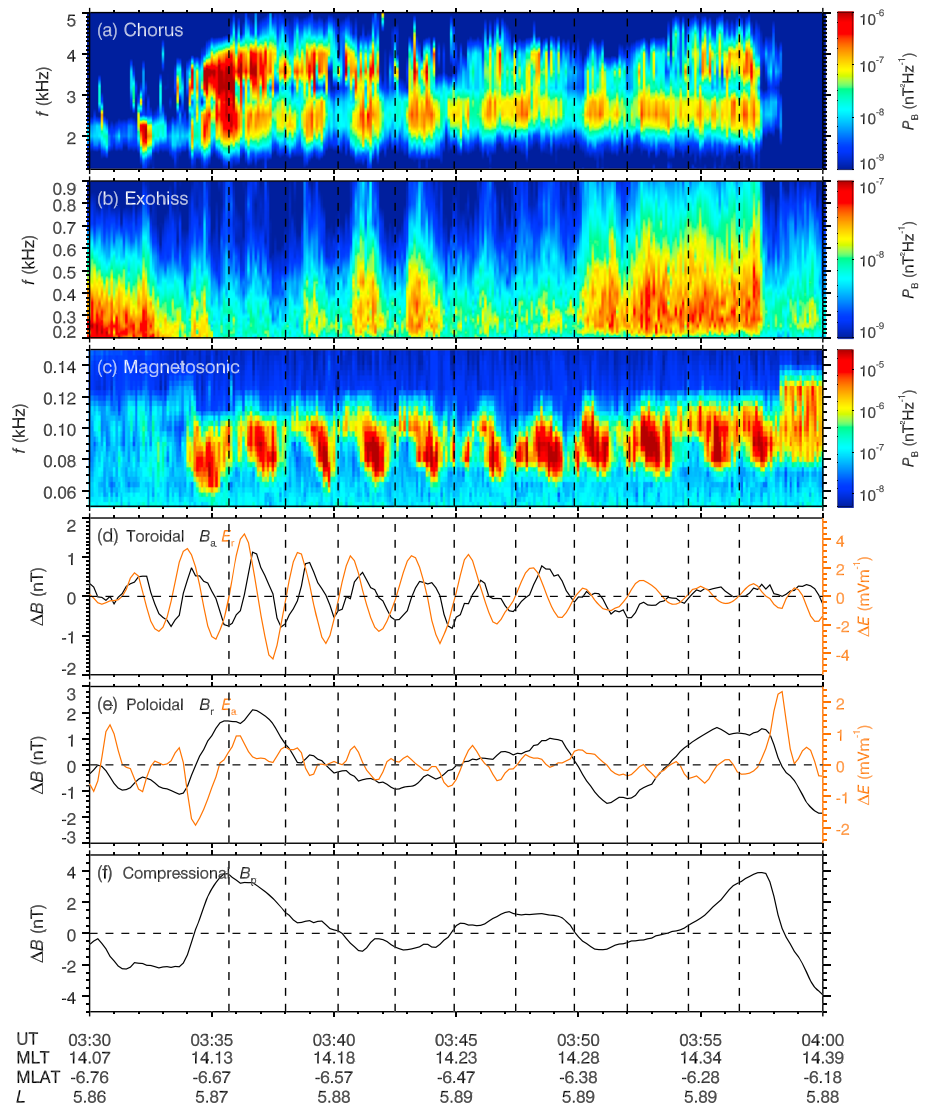 (a) Chorus
f (kHz)
5
4
3
2
P_B (nT²Hz⁻¹)
10⁻⁶
10⁻⁷
10⁻⁸
10⁻⁹
(b) Exohiss
f (kHz)
0.9
0.8
0.7
0.6
0.5
0.4
0.3
0.2
P_B (nT²Hz⁻¹)
10⁻⁷
10⁻⁸
10⁻⁹
(c) Magnetosonic
f (kHz)
0.14
0.12
0.10
0.08
0.06
P_B (nT²Hz⁻¹)
10⁻⁵
10⁻⁶
10⁻⁷
10⁻⁸
(d) Toroidal B_a E_r
ΔB (nT)
2
1
0
-1
-2
ΔE (mVm⁻¹)
4
2
0
-2
-4
(e) Poloidal B_r E_a
ΔB (nT)
3
2
1
0
-1
-2
-3
ΔE (mVm⁻¹)
2
1
0
-1
-2
(f) Compressional B_p
ΔB (nT)
4
2
0
-2
-4
UT 03:30 03:35 03:40 03:45 03:50 03:55 04:00
MLT 14.07 14.13 14.18 14.23 14.28 14.34 14.39
MLAT -6.76 -6.67 -6.57 -6.47 -6.38 -6.28 -6.18
L 5.86 5.87 5.88 5.89 5.89 5.89 5.88